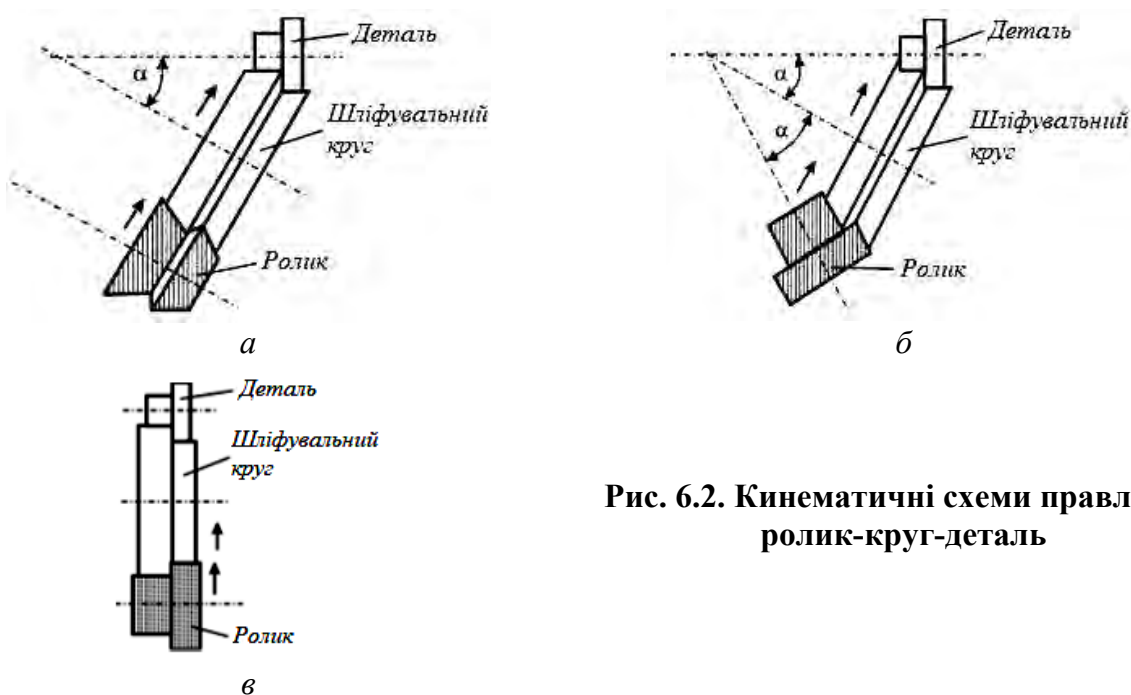 Деталь
α
Шліфувальний
круг
Ролик
а
Деталь
α
α
Шліфувальний
круг
Ролик
б
Деталь
Шліфувальний
круг
Ролик
в
Рис. 6.2. Кинематичні схеми правл
ролик-круг-деталь